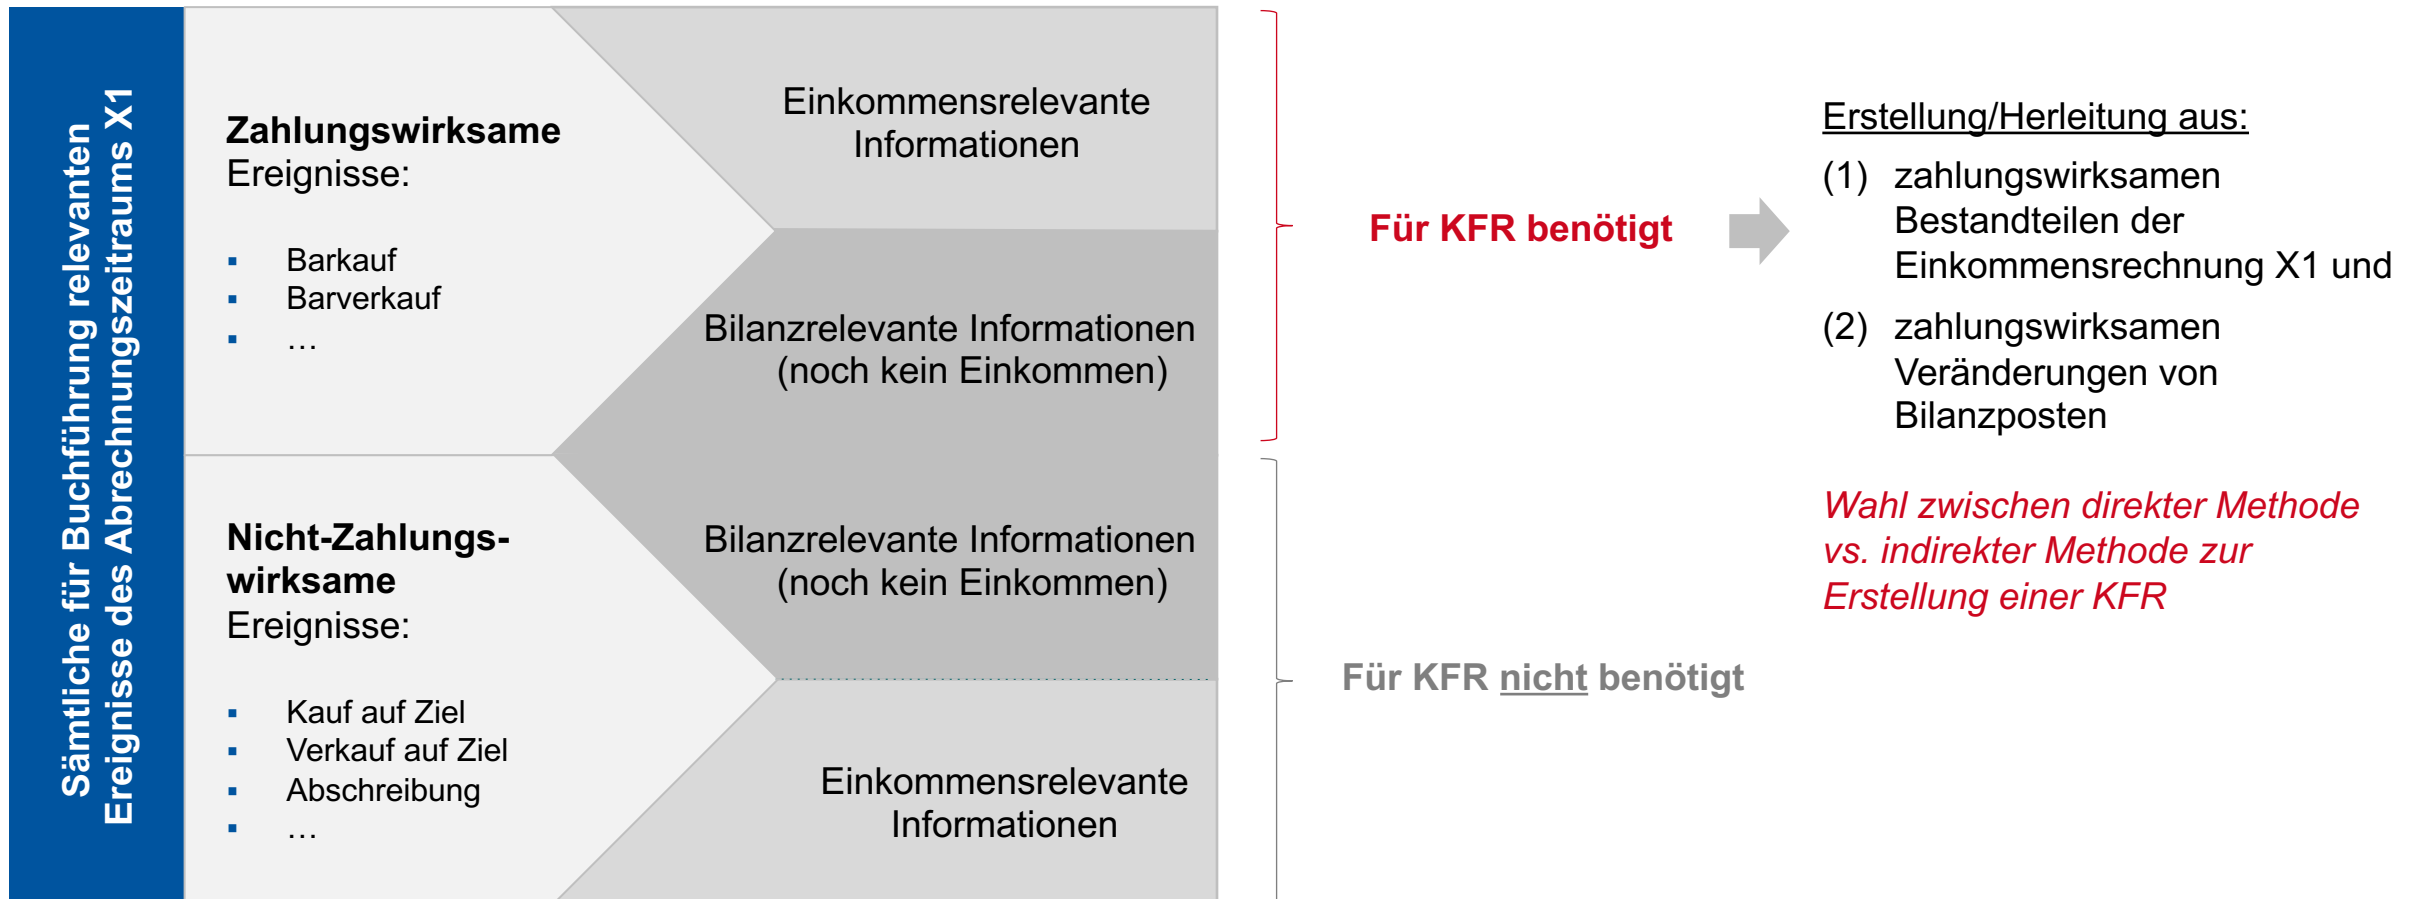 Sämtliche für Buchführung relevanten
Ereignisse des Abrechnungszeitraums X1
Zahlungswirksame
Ereignisse:
▪ Barkauf
▪ Barverkauf
▪ …
Nicht-Zahlungs-
wirksame
Ereignisse:
▪ Kauf auf Ziel
▪ Verkauf auf Ziel
▪ Abschreibung
▪ …
Einkommensrelevante
Informationen
Bilanzrelevante Informationen
(noch kein Einkommen)
Bilanzrelevante Informationen
(noch kein Einkommen)
Einkommensrelevante
Informationen
Für KFR benötigt
Für KFR nicht benötigt
Erstellung/Herleitung aus:
(1) zahlungswirksamen
Bestandteilen der
Einkommensrechnung X1 und
(2) zahlungswirksamen
Veränderungen von
Bilanzposten
Wahl zwischen direkter Methode
vs. indirekter Methode zur
Erstellung einer KFR